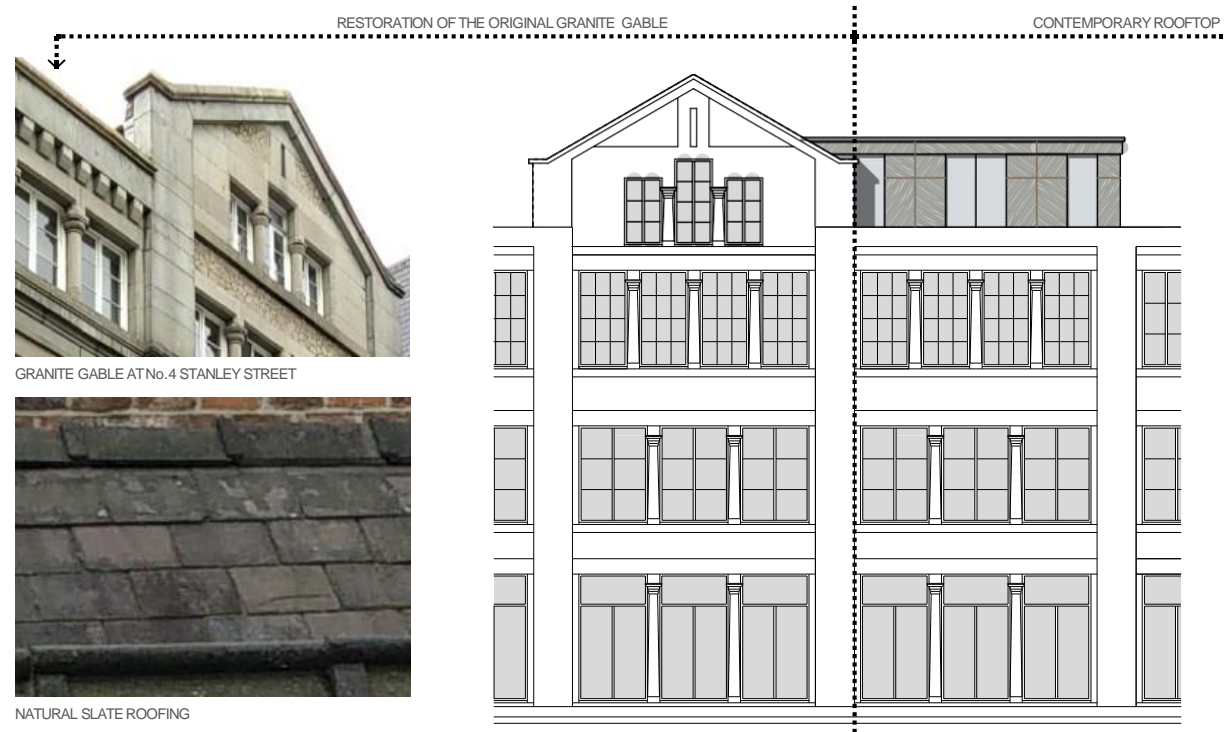 RESTORATION OF THE ORIGINAL GRANITE GABLE
CONTEMPORARY ROOFTOP
GRANITE GABLE AT No.4 STANLEY STREET
NATURAL SLATE ROOFING